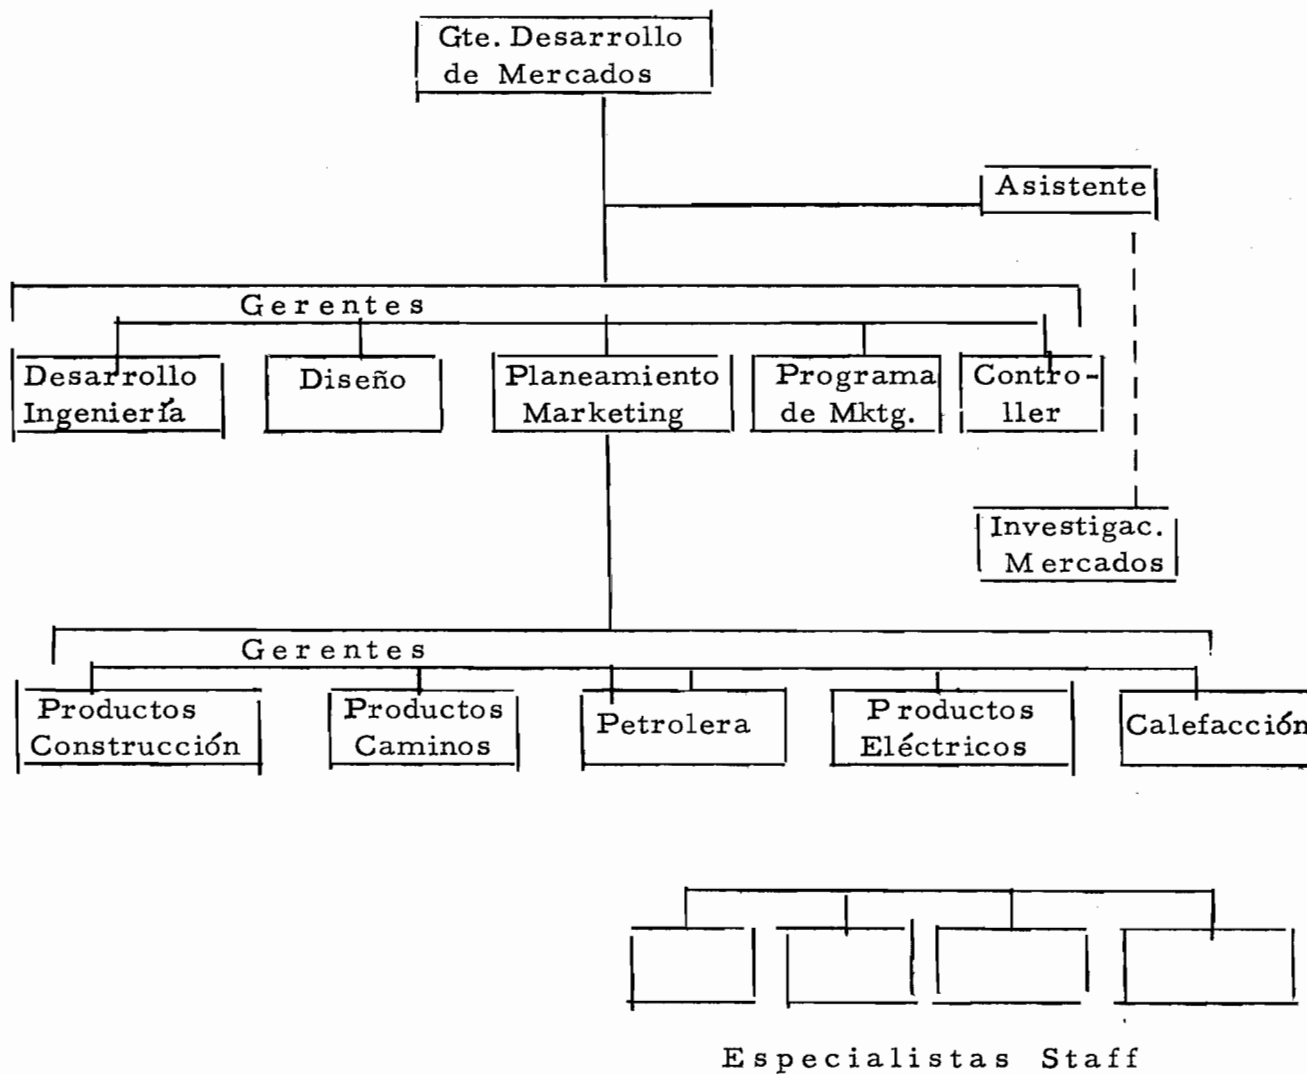 Gte. Desarrollo
de Mercados
Asistente
Gerentes
Desarrollo
Ingeniería
Diseño
Planeamiento
Marketing
Programa
de Mktg.
Contro-
ller
Investigac.
Mercados
Gerentes
Productos
Construcción
Productos
Caminos
Petrolera
Productos
Eléctricos
Calefacción
Especialistas Staff